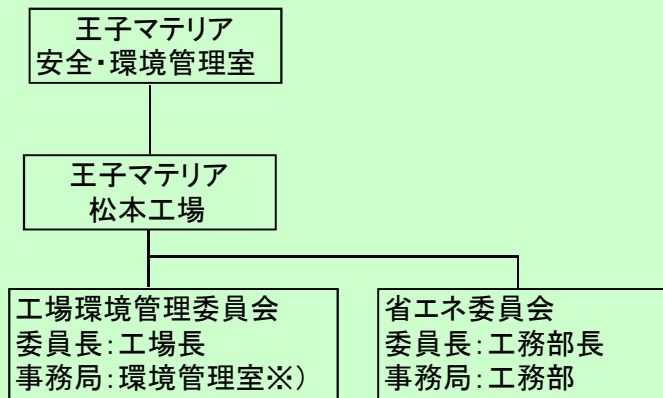 王子マテリア
安全・環境管理室
王子マテリア
松本工場
工場環境管理委員会
委員長:工場長
事務局:環境管理室※)
省エネ委員会
委員長:工務部長
事務局:工務部